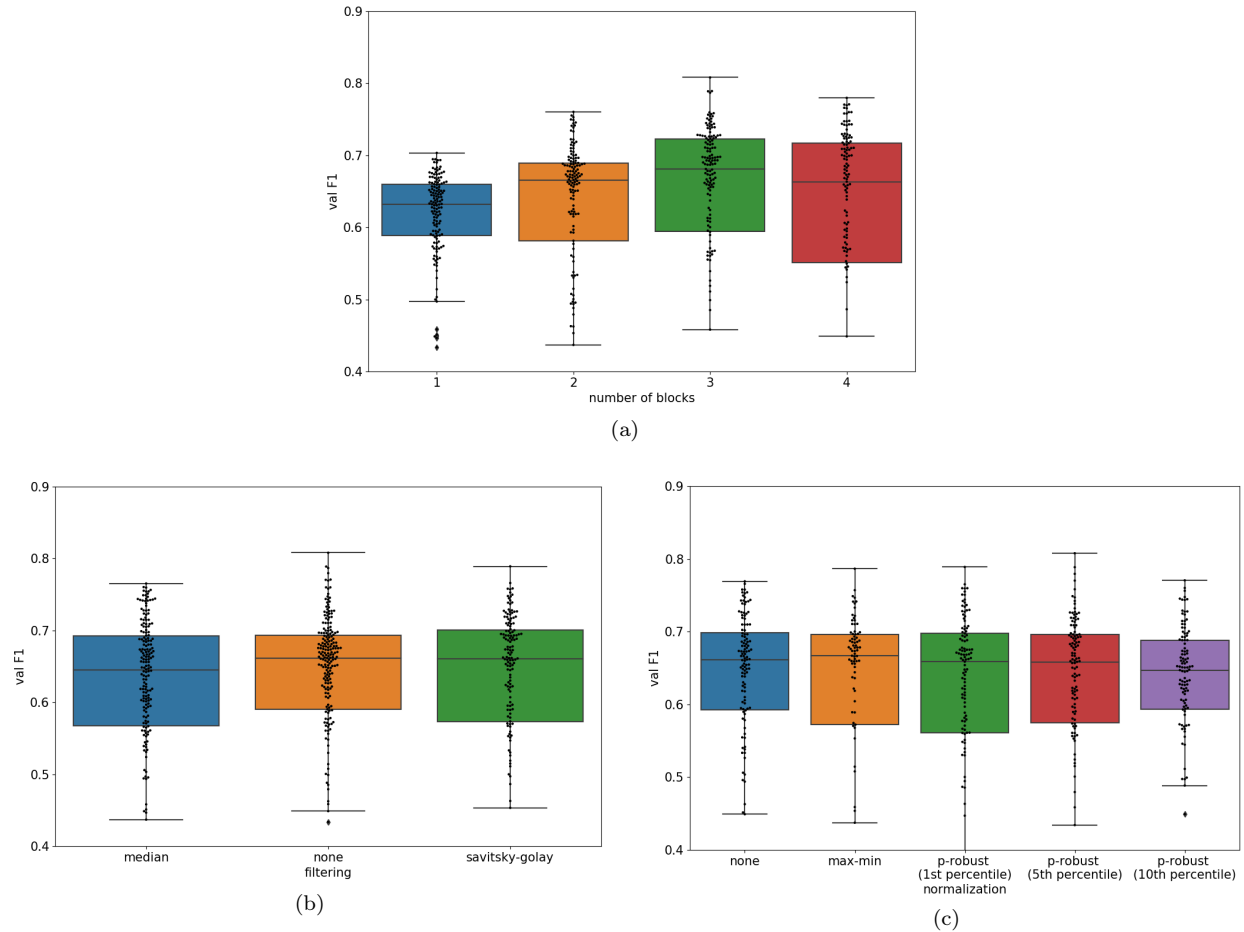 0.9
0.8
0.7
0.6
0.5
0.4
val F1
1 2 3 4
number of blocks
(a)
0.9
0.8
0.7
0.6
0.5
0.4
val F1
median none savitsky-golay
filtering
(b)
0.9
0.8
0.7
0.6
0.5
0.4
val F1
none max-min p-robust p-robust p-robust
(1st percentile) (5th percentile) (10th percentile)
normalization
(c)